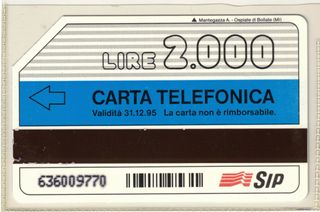 Mantegazza A. - Ospiate di Bollate (MI)
LIRE 2.000
CARTA TELEFONICA
Validità 31.12.95 La carta non è rimborsabile.
636009770
SIP